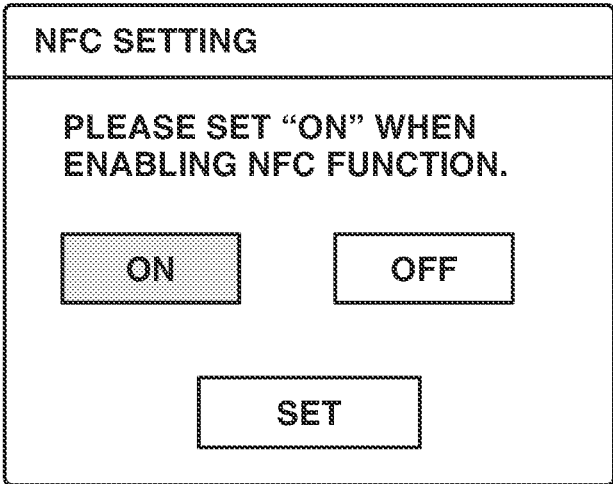 NFC SETTING
PLEASE SET “ON” WHEN
ENABLING NFC FUNCTION.
ON OFF
SET